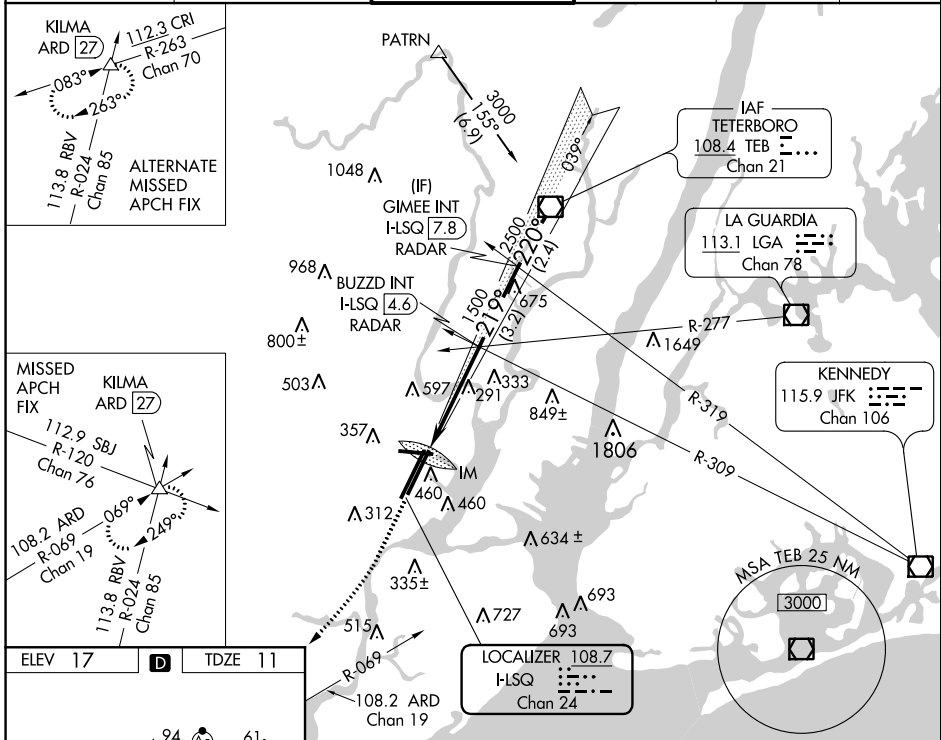 KILMA
ARD 27
112.3 CRI
R-263
Chan 70
083°
263°
113.8 RBV
R-024
Chan 85
ALTERNATE
MISSED
APCH FIX
PATRN
3000
155°
(6.9)
1048
(IF)
GIMEE INT
I-LSQ 7.8
RADAR
039°
IAF
TETERBORO
108.4 TEB
Chan 21
2500
220°
(2.4)
LA GUARDIA
113.1 LGA
Chan 78
968
BUZZD INT
I-LSQ 4.6
RADAR
675
1500
219°
(3.2)
R-277
800±
1649
503
597
291
333
849±
R-319
KENNEDY
115.9 JFK
Chan 106
MISSED
APCH
FIX
KILMA
ARD 27
112.9 SBJ
R-120
Chan 76
357
1806
R-309
IM
460
460
069°
249°
108.2 ARD
R-069
Chan 19
113.8 RBV
R-024
Chan 85
312
634 ±
335±
MSA TEB 25 NM
3000
727
693
693
515
R-069
108.2 ARD
Chan 19
LOCALIZER 108.7
I-LSQ
Chan 24
ELEV 17
D
TDZE 11
94
61